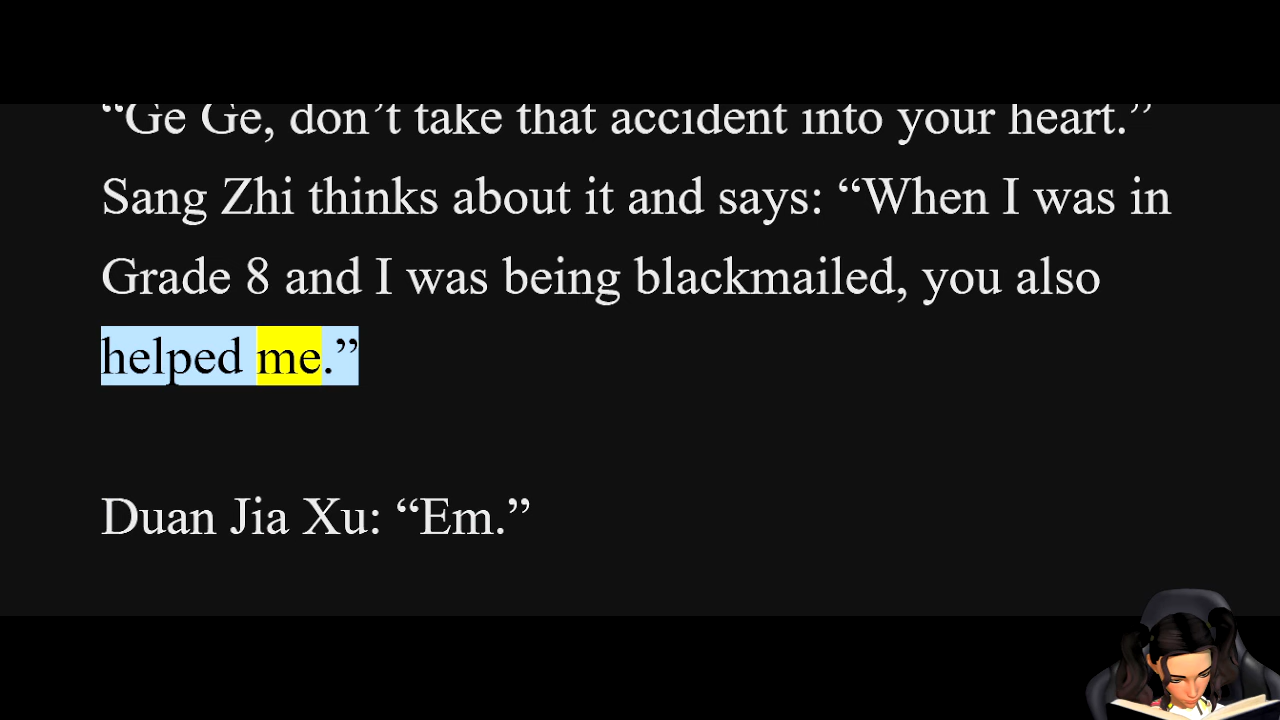 “Ge Ge, don’t take that accident into your heart.”
Sang Zhi thinks about it and says: “When I was in
Grade 8 and I was being blackmailed, you also
helped me.”
Duan Jia Xu: “Em.”